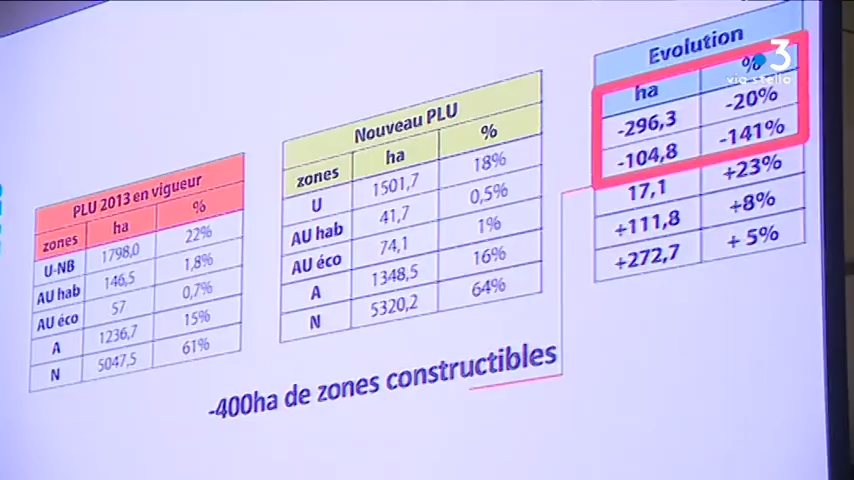 PLU 2013 en vigueur
zones ha %
U-NB 1798,0 22%
AU hab 146,5 1,8%
AU éco 57 0,7%
A 1236,7 15%
N 5047,5 61%
Nouveau PLU
zones ha %
U 1501,7 18%
AU hab 41,7 0,5%
AU éco 74,1 1%
A 1348,5 16%
N 5320,2 64%
Evolution
ha %
-296,3 -20%
-104,8 -141%
17,1 +23%
+111,8 +8%
+272,7 + 5%
-400ha de zones constructibles
3
via stella